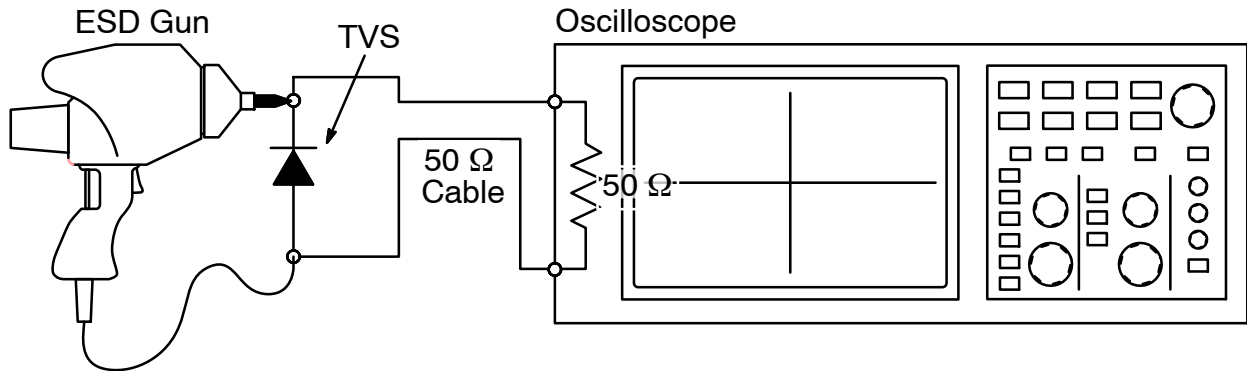 ESD Gun
TVS
Oscilloscope
50 Ω
Cable
50 Ω